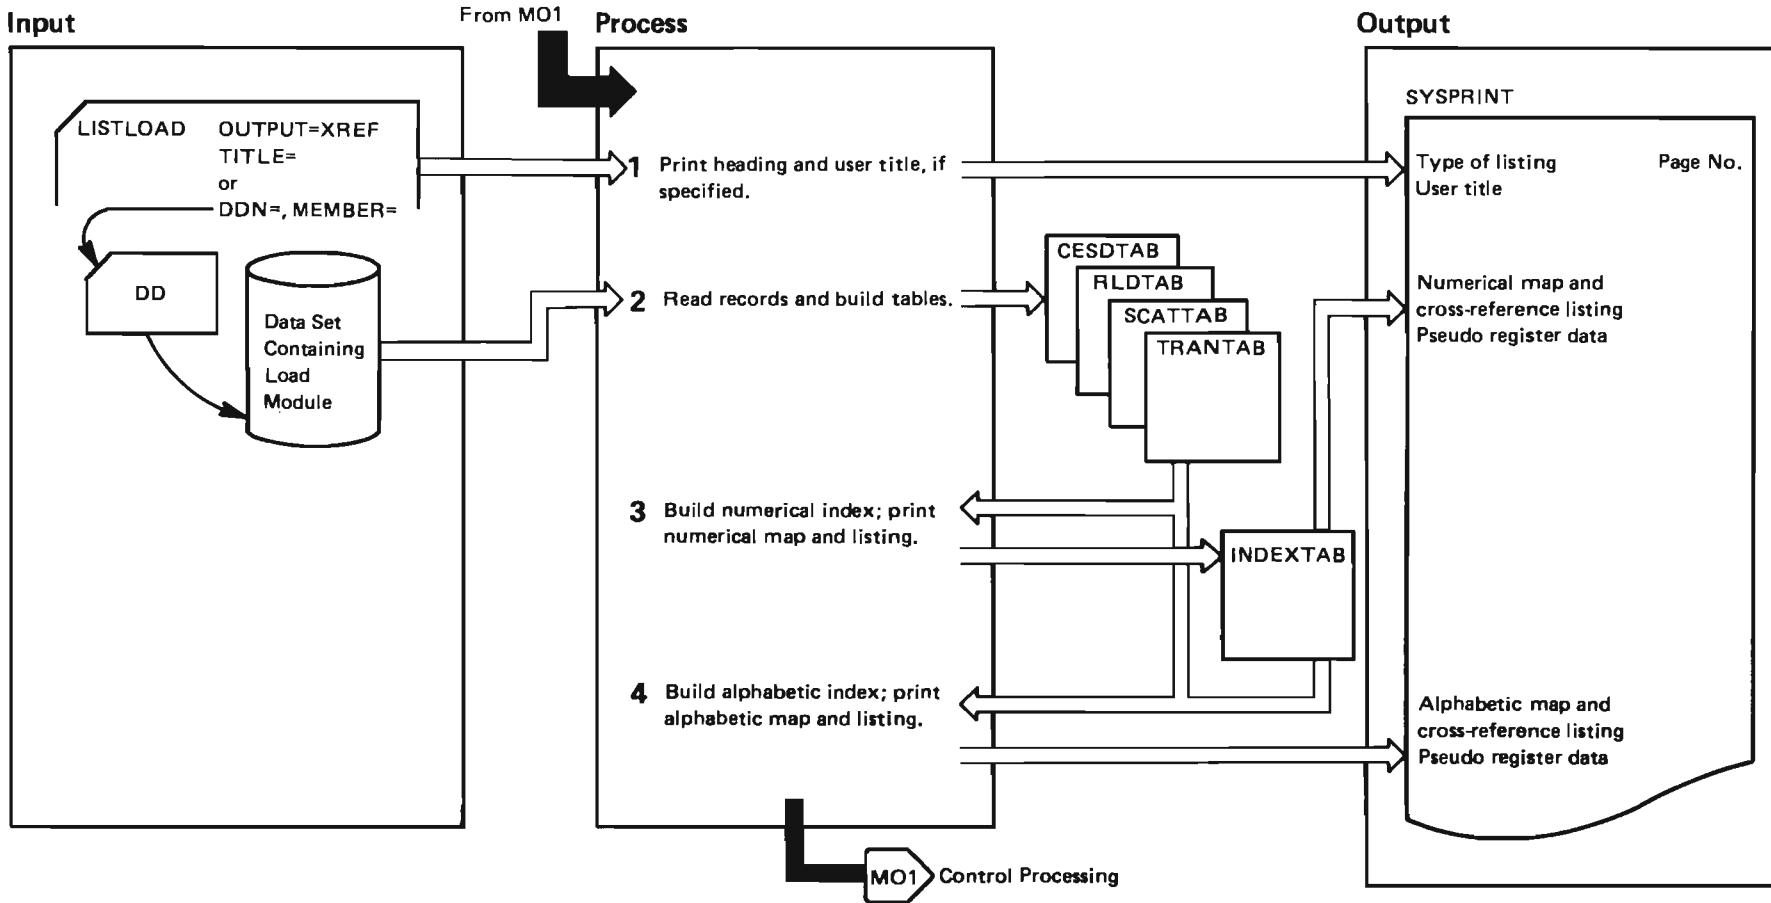 Input
From MO1
Process
Output
LISTLOAD OUTPUT=XREF
TITLE=
or
DDN=, MEMBER=
DD
Data Set
Containing
Load
Module
1 Print heading and user title, if
specified.
2 Read records and build tables.
3 Build numerical index; print
numerical map and listing.
4 Build alphabetic index; print
alphabetic map and listing.
CESDTAB
RLDTAB
SCATTAB
TRANTAB
INDEXTAB
SYSPRINT
Type of listing Page No.
User title
Numerical map and
cross-reference listing
Pseudo register data
Alphabetic map and
cross-reference listing
Pseudo register data
MO1 Control Processing